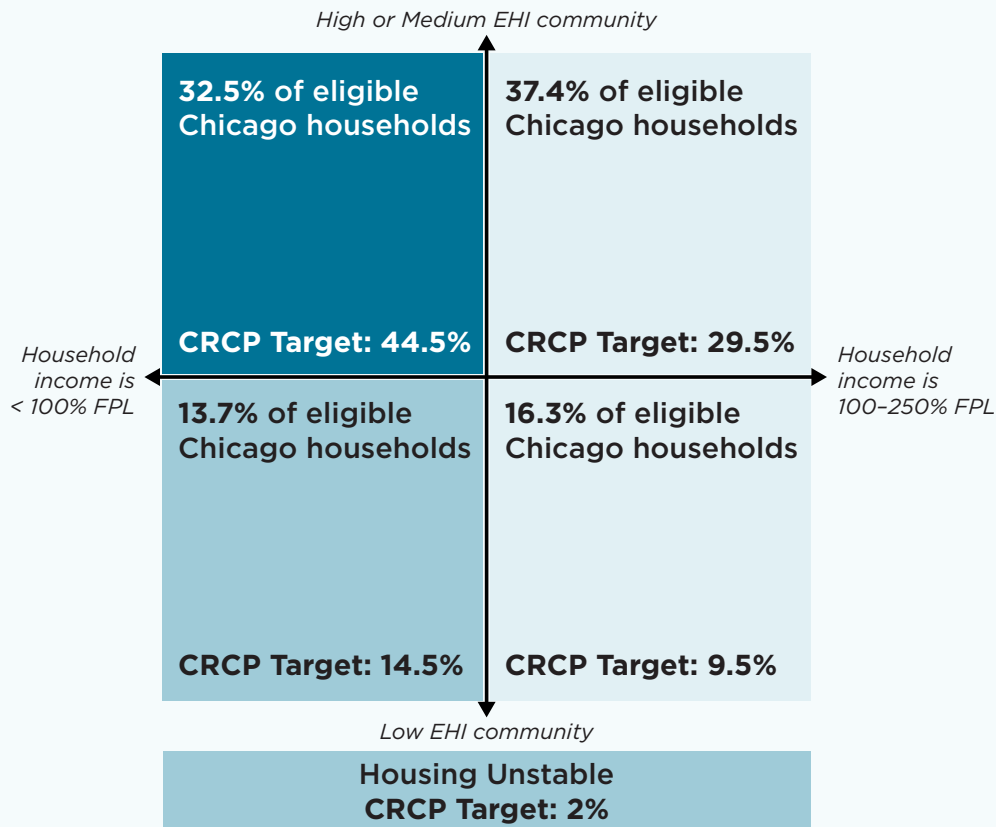 High or Medium EHI community
32.5% of eligible
Chicago households
CRCP Target: 44.5%
37.4% of eligible
Chicago households
CRCP Target: 29.5%
Household
income is
< 100% FPL
Household
income is
100–250% FPL
13.7% of eligible
Chicago households
CRCP Target: 14.5%
16.3% of eligible
Chicago households
CRCP Target: 9.5%
Low EHI community
Housing Unstable
CRCP Target: 2%